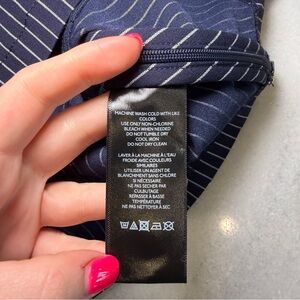 MACHINE WASH COLD WITH LIKE
COLORS
USE ONLY NON-CHLORINE
BLEACH WHEN NEEDED
DO NOT TUMBLE DRY
COOL IRON
DO NOT DRY CLEAN
LAVER À LA MACHINE À L'EAU
FROIDE AVEC COULEURS
SIMILAIRES
UTILISER UN AGENT DE
BLANCHIMENT SANS CHLORE
SI NÉCESSAIRE
NE PAS SÉCHER PAR
CULBUTAGE
REPASSER À BASSE
TEMPÉRATURE
NE PAS NETTOYER À SEC